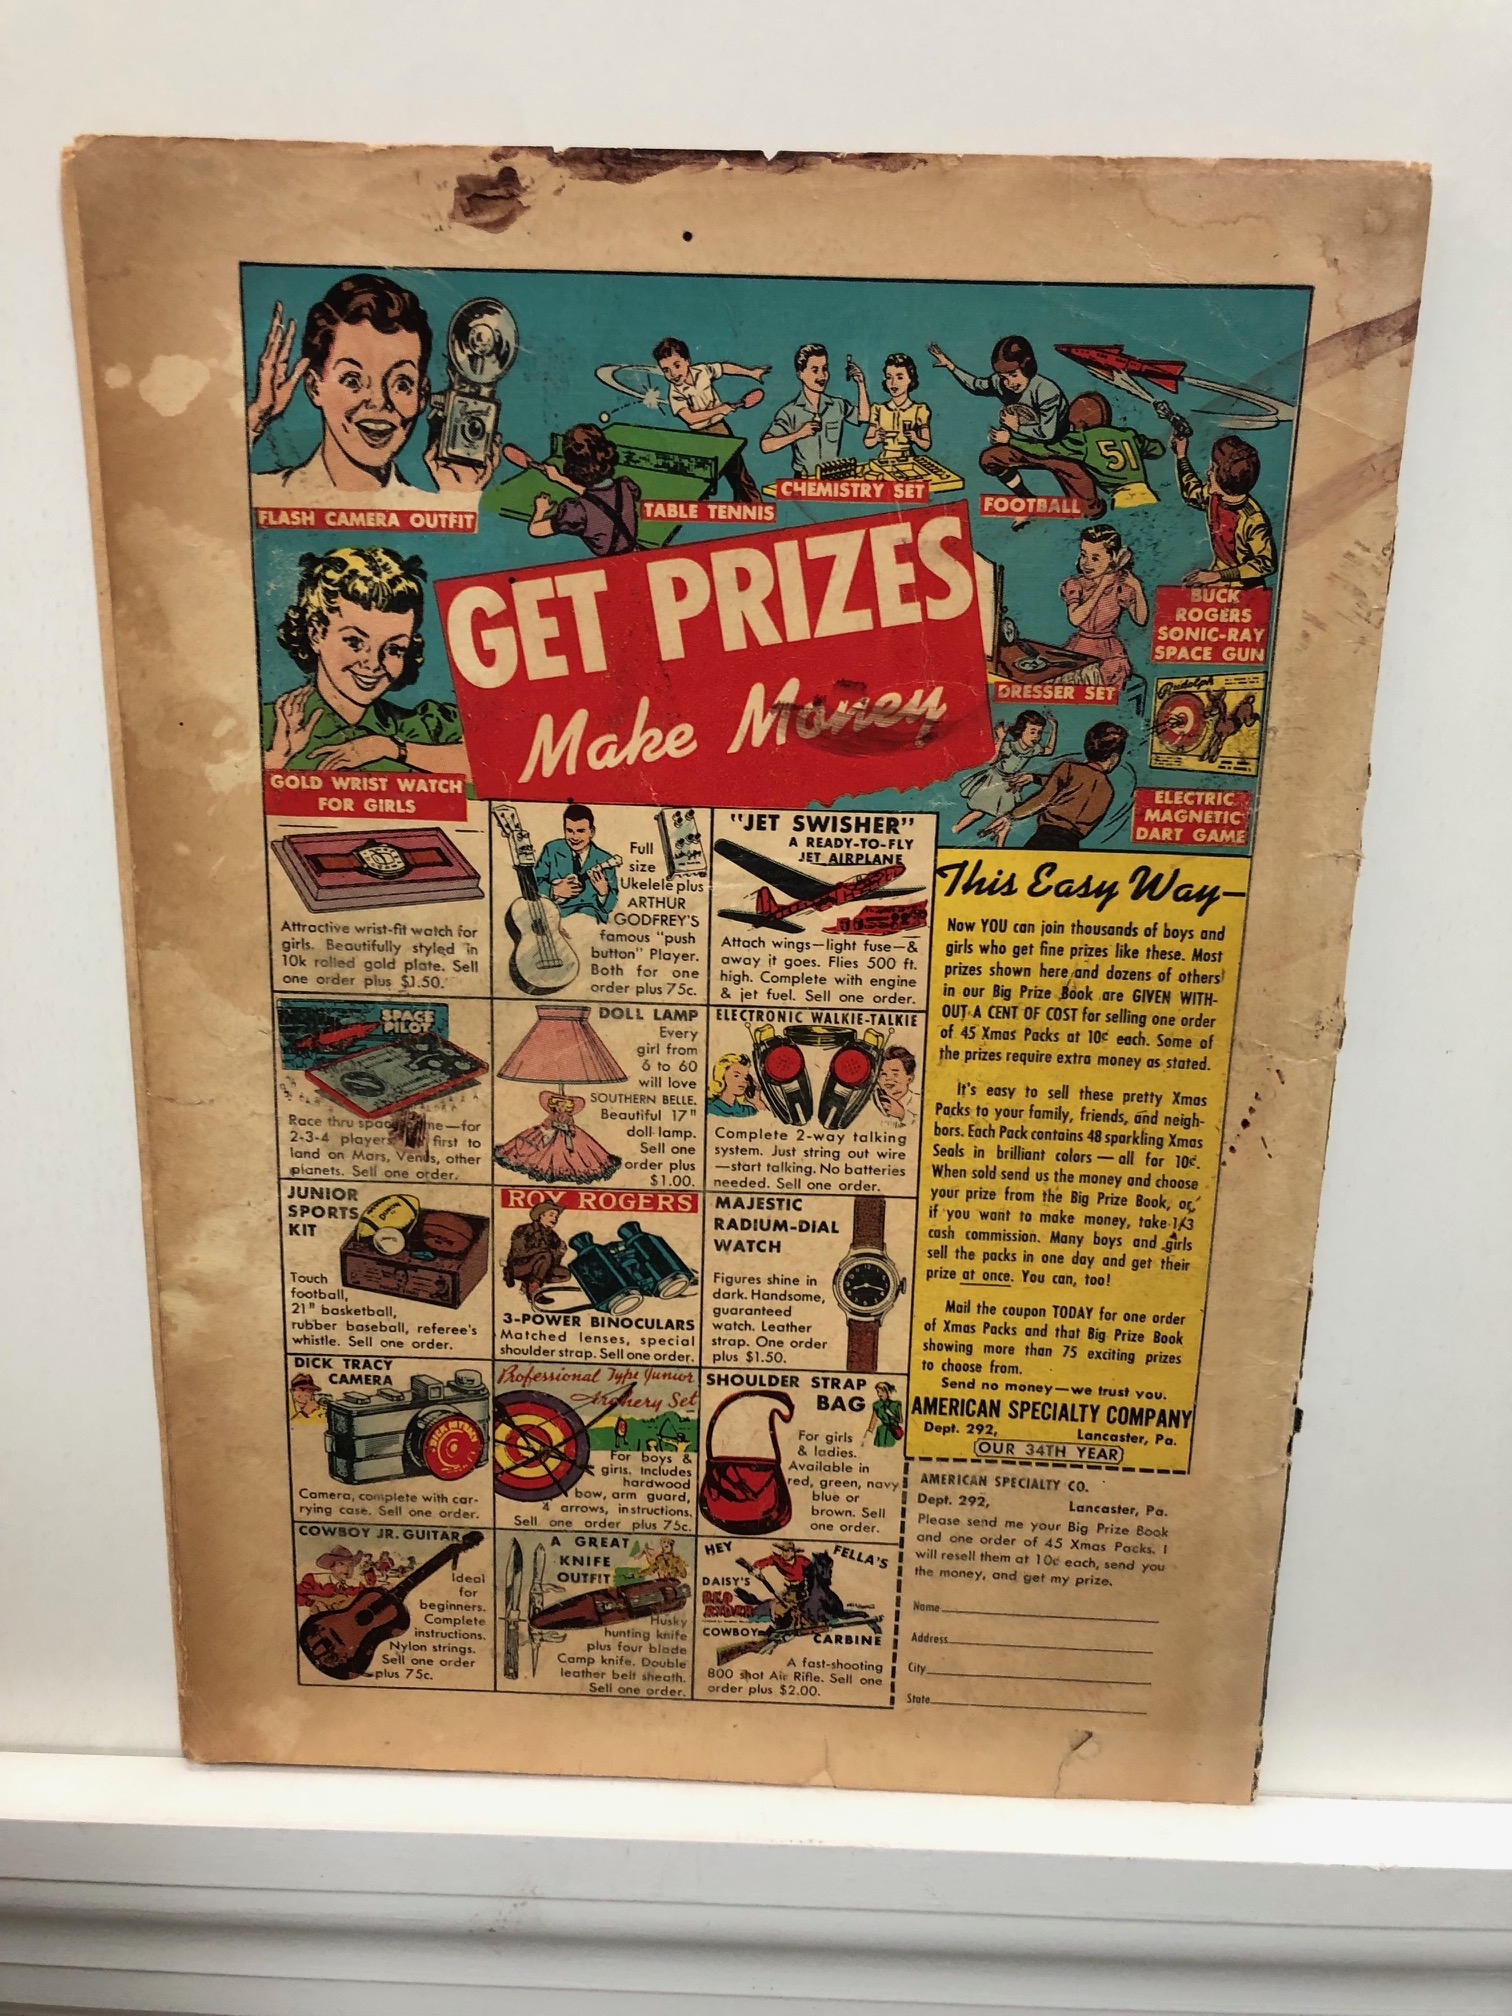 FLASH CAMERA OUTFIT
TABLE TENNIS
CHEMISTRY SET
FOOTBALL
51
BUCK
ROGERS
SONIC-RAY
SPACE GUN
GET PRIZES
Make Money
DRESSER SET
Rudolph
GOLD WRIST WATCH
FOR GIRLS
ELECTRIC
MAGNETIC
DART GAME
Attractive wrist-fit watch for
girls. Beautifully styled in
10k rolled gold plate. Sell
one order plus $1.50.
Full
size
Ukelele plus
ARTHUR
GODFREY'S
famous "push
button" Player.
Both for one
order plus 75c.
"JET SWISHER"
A READY-TO-FLY
JET AIRPLANE
Attach wings—light fuse—&
away it goes. Flies 500 ft.
high. Complete with engine
& jet fuel. Sell one order.
SPACE
PILOT
Race thru space—for
2-3-4 players, first to
land on Mars, Venus, other
planets. Sell one order.
DOLL LAMP
Every
girl from
6 to 60
will love
SOUTHERN BELLE.
Beautiful 17"
doll lamp.
Sell one
order plus
$1.00.
ELECTRONIC WALKIE-TALKIE
Complete 2-way talking
system. Just string out wire
—start talking. No batteries
needed. Sell one order.
JUNIOR
SPORTS
KIT
Touch
football,
21" basketball,
rubber baseball, referee's
whistle. Sell one order.
ROY ROGERS
3-POWER BINOCULARS
Matched lenses, special
shoulder strap. Sell one order.
MAJESTIC
RADIUM-DIAL
WATCH
Figures shine in
dark. Handsome,
guaranteed
watch. Leather
strap. One order
plus $1.50.
DICK TRACY
CAMERA
DICK TRACY
Camera, complete with car-
rying case. Sell one order.
Professional Type Junior
Archery Set
For boys &
girls. Includes
hardwood
bow, arm guard,
4 arrows, instructions.
Sell one order plus 75c.
SHOULDER STRAP
BAG
For girls
& ladies.
Available in
red, green, navy
blue or
brown. Sell
one order.
COWBOY JR. GUITAR
Ideal
for
beginners.
Complete
instructions.
Nylon strings.
Sell one order
plus 75c.
A GREAT
KNIFE
OUTFIT
Husky
hunting knife
plus four blade
Camp knife. Double
leather belt sheath.
Sell one order.
HEY FELLA'S
DAISY'S
RED
RYDER
COWBOY
CARBINE
A fast-shooting
800 shot Air Rifle. Sell one
order plus $2.00.
This Easy Way—
Now YOU can join thousands of boys and
girls who get fine prizes like these. Most
prizes shown here and dozens of others
in our Big Prize Book are GIVEN WITH-
OUT A CENT OF COST for selling one order
of 45 Xmas Packs at 10¢ each. Some of
the prizes require extra money as stated.
It's easy to sell these pretty Xmas
Packs to your family, friends, and neigh-
bors. Each Pack contains 48 sparkling Xmas
Seals in brilliant colors — all for 10¢.
When sold send us the money and choose
your prize from the Big Prize Book, or,
if you want to make money, take 1/3
cash commission. Many boys and girls
sell the packs in one day and get their
prize at once. You can, too!
Mail the coupon TODAY for one order
of Xmas Packs and that Big Prize Book
showing more than 75 exciting prizes
to choose from.
Send no money—we trust you.
AMERICAN SPECIALTY COMPANY
Dept. 292, Lancaster, Pa.
OUR 34TH YEAR
AMERICAN SPECIALTY CO.
Dept. 292, Lancaster, Pa.
Please send me your Big Prize Book
and one order of 45 Xmas Packs. I
will resell them at 10¢ each, send you
the money, and get my prize.
Name
Address
City
State